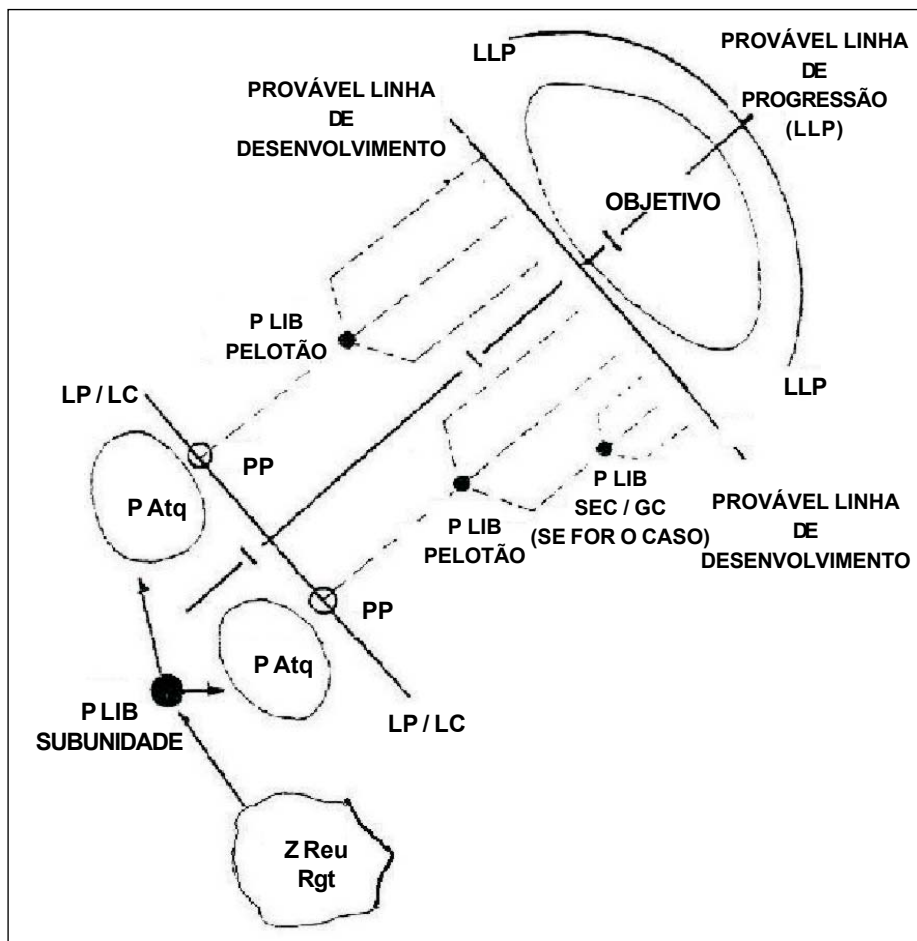 LLP
PROVÁVEL LINHA
DE
PROGRESSÃO
(LLP)
PROVÁVEL LINHA
DE
DESENVOLVIMENTO
OBJETIVO
P LIB
PELOTÃO
LLP
LP / LC
PP
P Atq
P LIB
PELOTÃO
P LIB
SEC / GC
(SE FOR O CASO)
PROVÁVEL LINHA
DE
DESENVOLVIMENTO
PP
P Atq
P LIB
SUBUNIDADE
LP / LC
Z Reu
Rgt